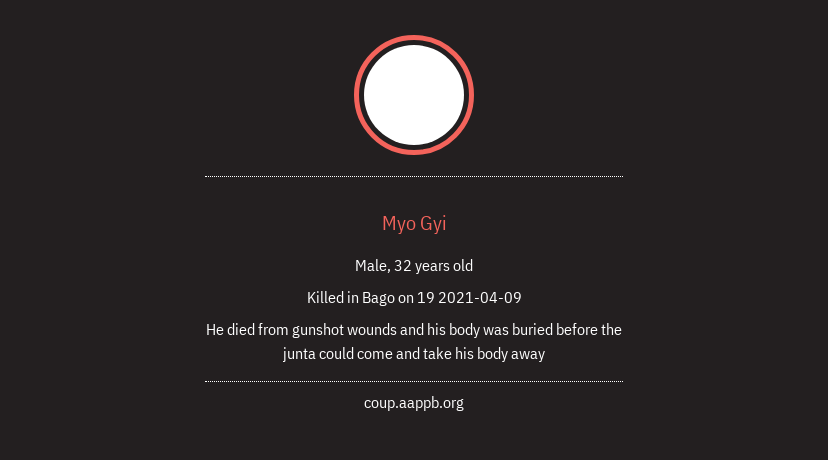 Myo Gyi
Male, 32 years old
Killed in Bago on 19 2021-04-09
He died from gunshot wounds and his body was buried before the
junta could come and take his body away
coup.aappb.org